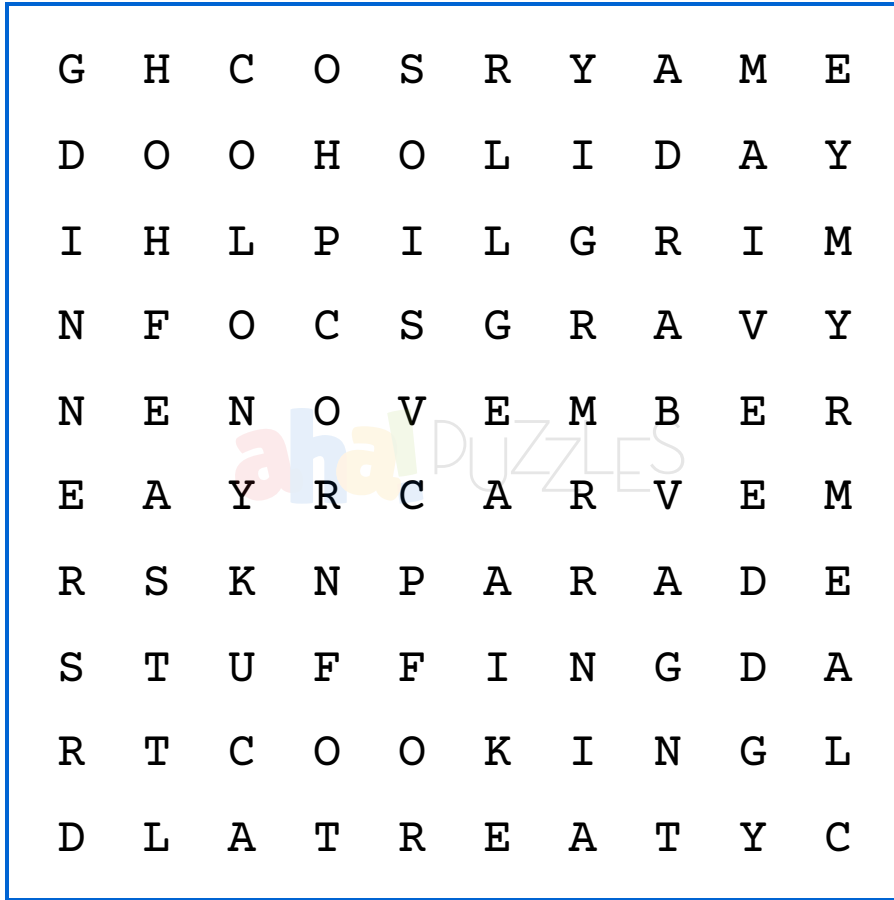 G H C O S R Y A M E
D O O H O L I D A Y
I H L P I L G R I M
N F O C S G R A V Y
N E N O V E M B E R
aha! PUZZLES
E A Y R C A R V E M
R S K N P A R A D E
S T U F F I N G D A
R T C O O K I N G L
D L A T R E A T Y C